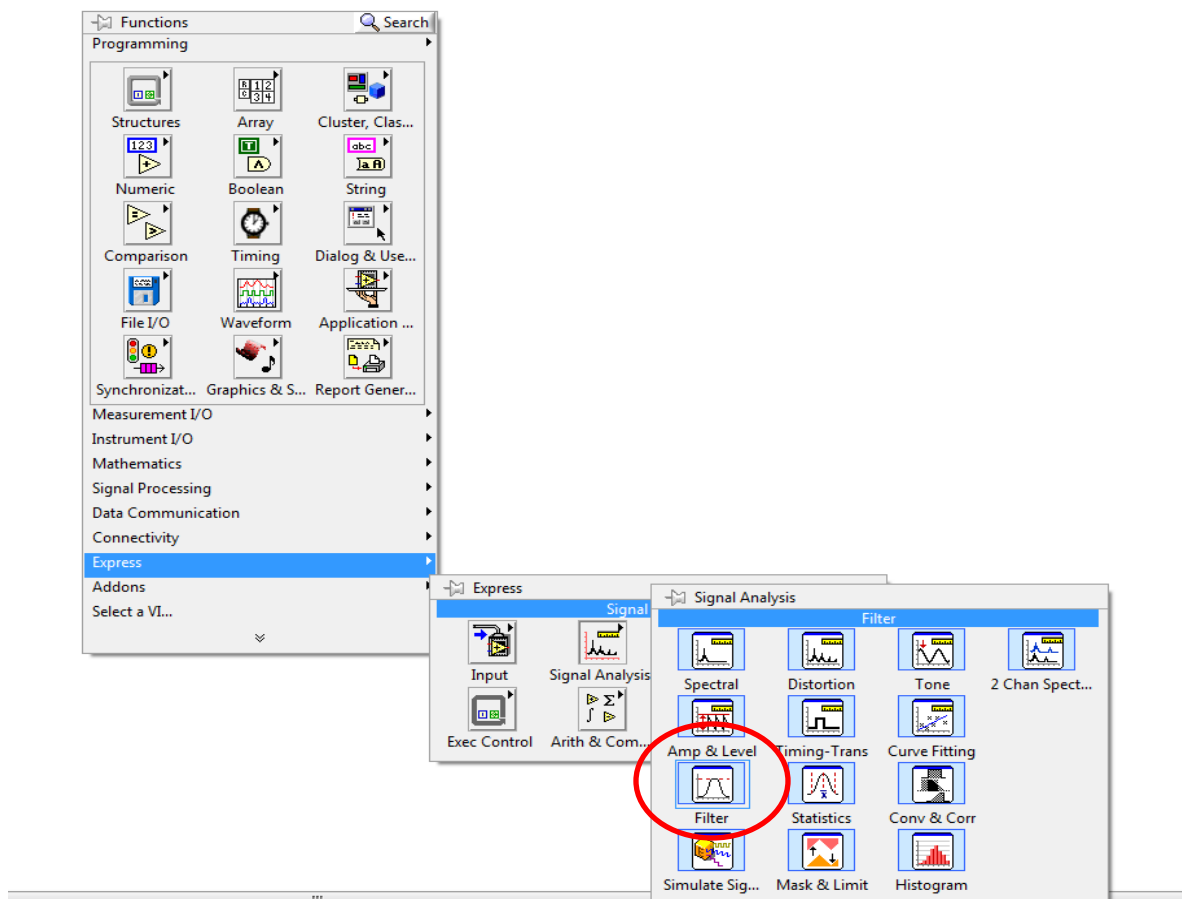 Functions Search
Programming
Structures Array Cluster, Clas...
Numeric Boolean String
Comparison Timing Dialog & Use...
File I/O Waveform Application ...
Synchronizat... Graphics & S... Report Gener...
Measurement I/O
Instrument I/O
Mathematics
Signal Processing
Data Communication
Connectivity
Express
Addons
Select a VI...
Express
Signal
Input Signal Analysis
Exec Control Arith & Com...
Signal Analysis
Filter
Spectral Distortion Tone 2 Chan Spect...
Amp & Level Timing-Trans Curve Fitting
Filter Statistics Conv & Corr
Simulate Sig... Mask & Limit Histogram